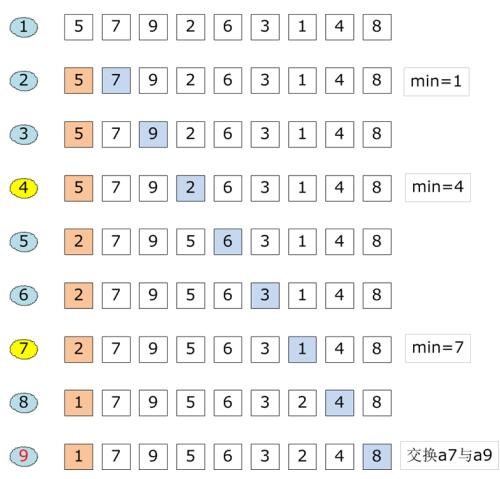 1 5 7 9 2 6 3 1 4 8
2 5 7 9 2 6 3 1 4 8 min=1
3 5 7 9 2 6 3 1 4 8
4 5 7 9 2 6 3 1 4 8 min=4
5 2 7 9 5 6 3 1 4 8
6 2 7 9 5 6 3 1 4 8
7 2 7 9 5 6 3 1 4 8 min=7
8 1 7 9 5 6 3 2 4 8
9 1 7 9 5 6 3 2 4 8 交换a7与a9